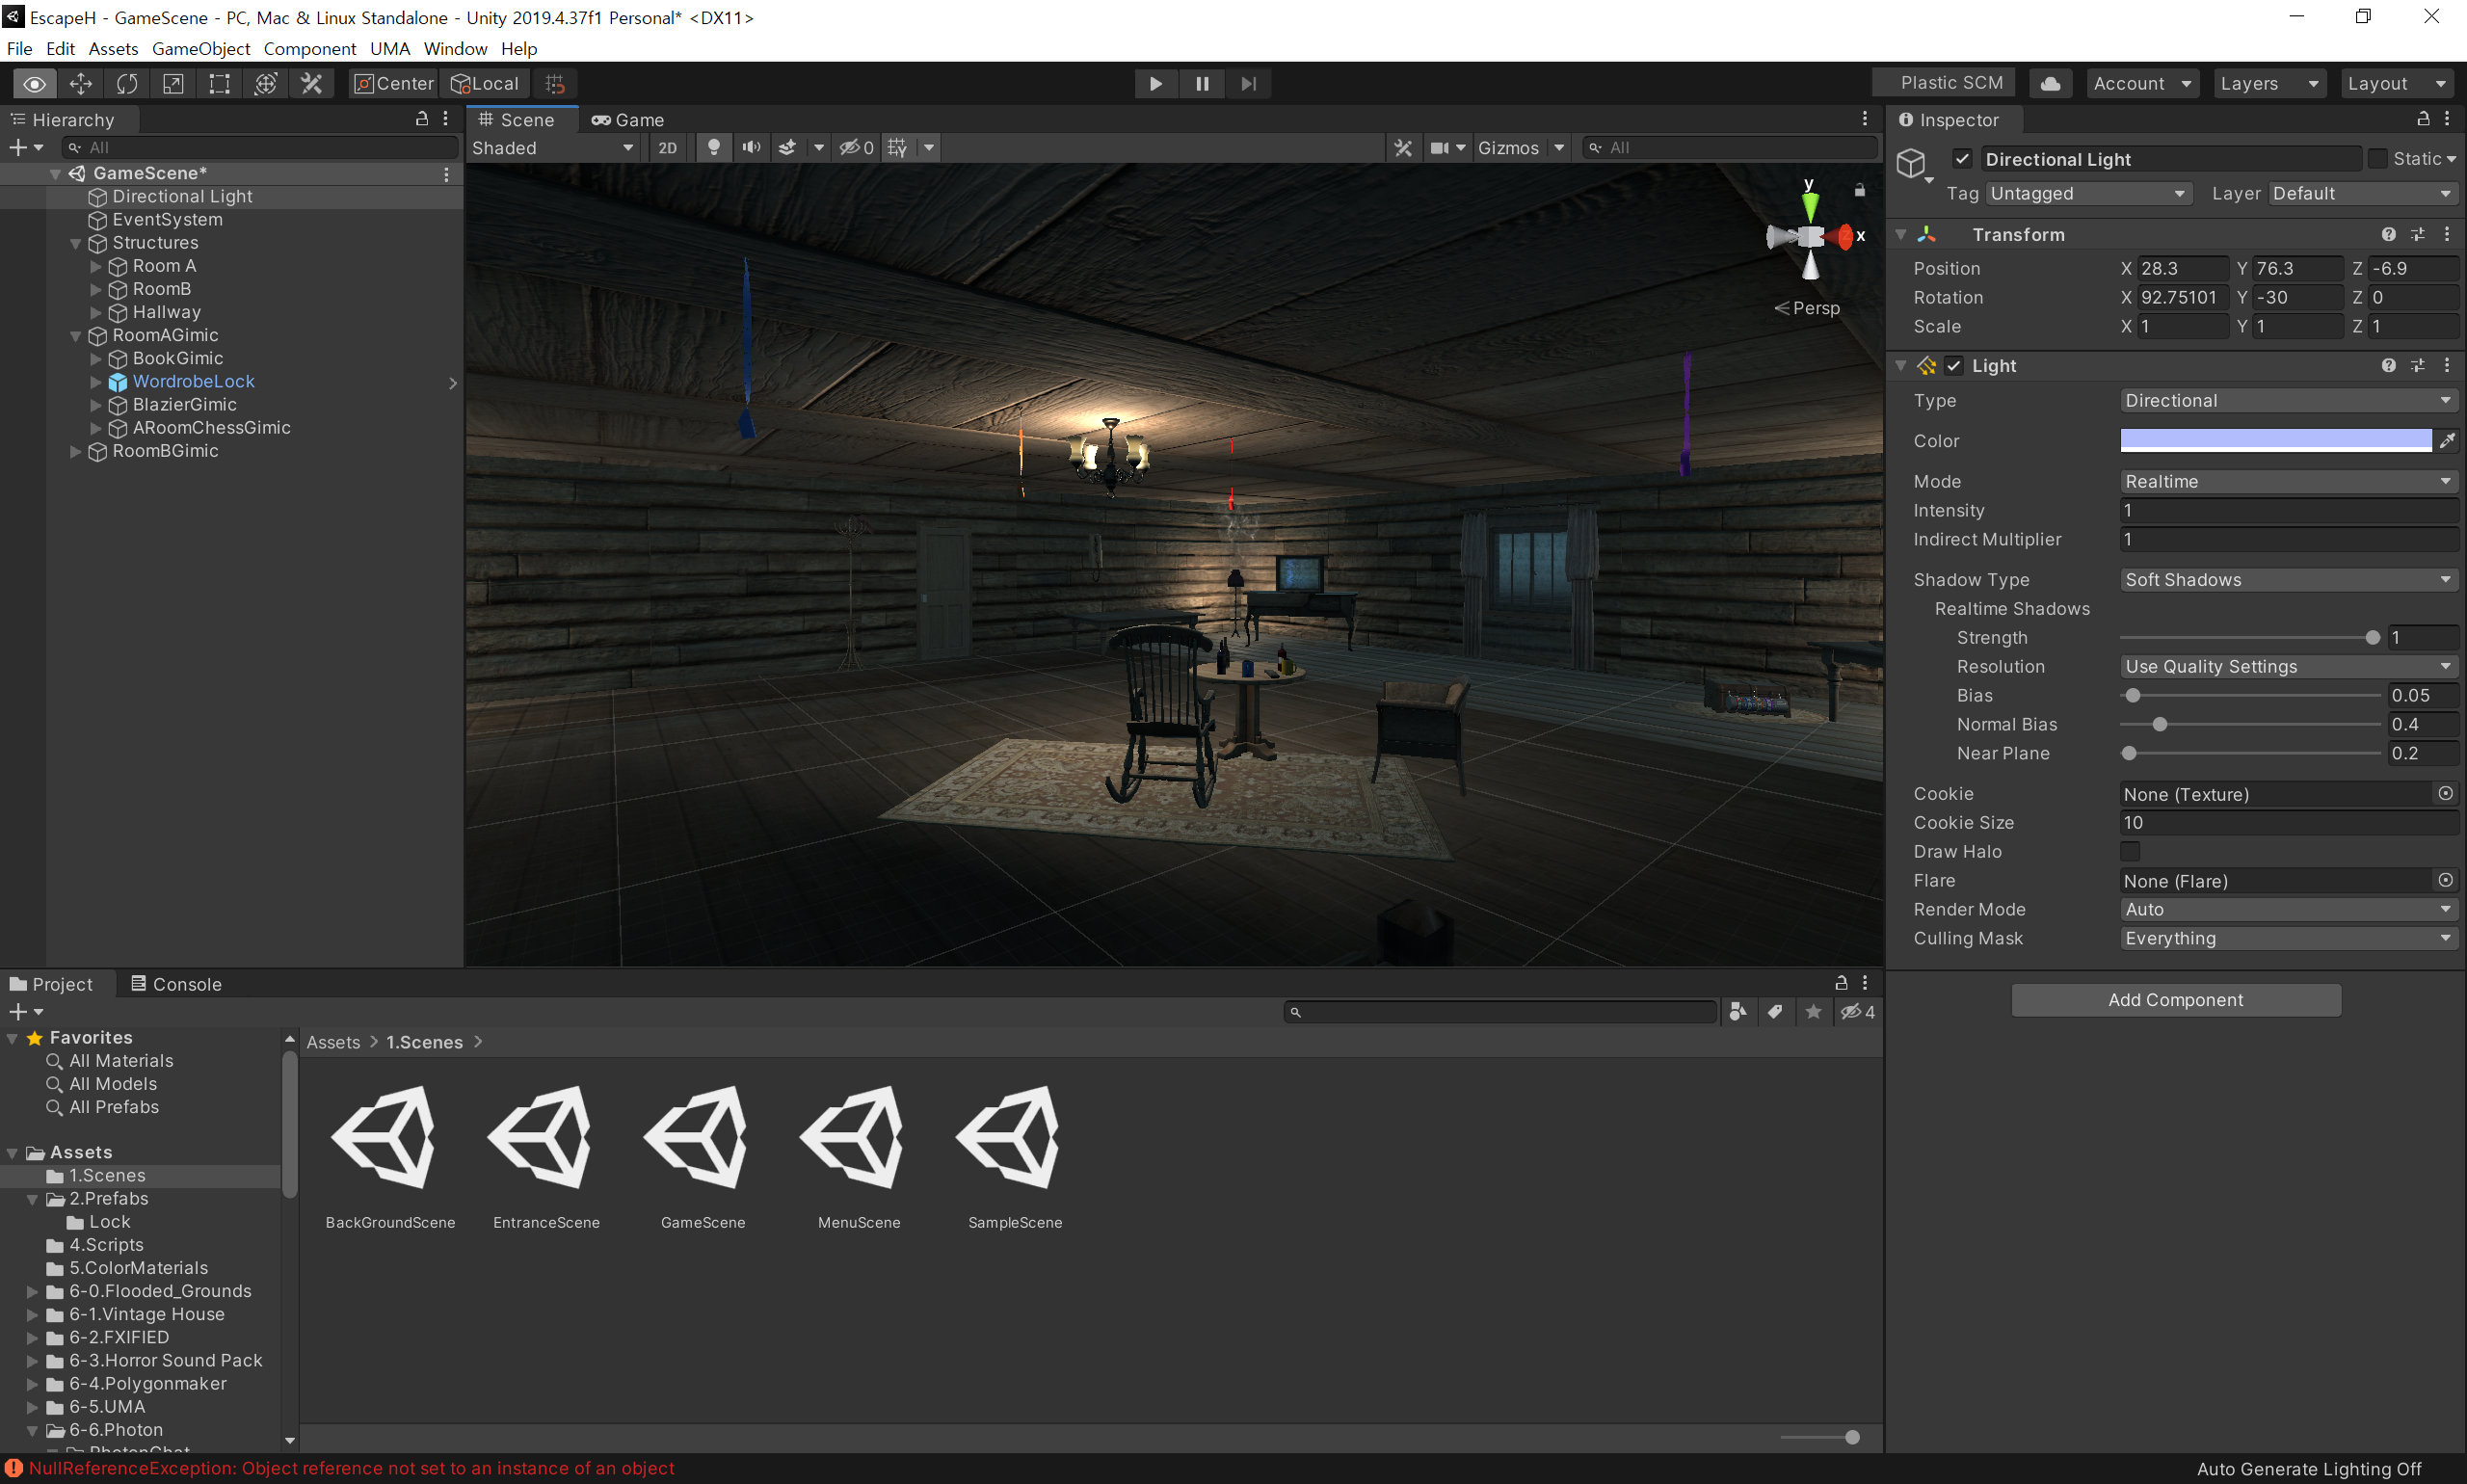 EscapeH - GameScene - PC, Mac & Linux Standalone - Unity 2019.4.37f1 Personal* <DX11>
File Edit Assets GameObject Component UMA Window Help
Center Local Plastic SCM Account Layers Layout
Hierarchy
All
GameScene*
Directional Light
EventSystem
Structures
Room A
RoomB
Hallway
RoomAGimic
BookGimic
WordrobeLock
BlazierGimic
ARoomChessGimic
RoomBGimic
Scene Game
Shaded 2D 0 Gizmos All
y
x
Persp
Inspector
Directional Light Static
Tag Untagged Layer Default
Transform
Position X 28.3 Y 76.3 Z -6.9
Rotation X 92.75101 Y -30 Z 0
Scale X 1 Y 1 Z 1
Light
Type Directional
Color
Mode Realtime
Intensity 1
Indirect Multiplier 1
Shadow Type Soft Shadows
Realtime Shadows
Strength 1
Resolution Use Quality Settings
Bias 0.05
Normal Bias 0.4
Near Plane 0.2
Cookie None (Texture)
Cookie Size 10
Draw Halo
Flare None (Flare)
Render Mode Auto
Culling Mask Everything
Add Component
Project Console
4
Favorites
All Materials
All Models
All Prefabs
Assets
1.Scenes
2.Prefabs
Lock
4.Scripts
5.ColorMaterials
6-0.Flooded_Grounds
6-1.Vintage House
6-2.FXIFIED
6-3.Horror Sound Pack
6-4.Polygonmaker
6-5.UMA
6-6.Photon
PhotonChat
Assets > 1.Scenes >
BackGroundScene EntranceScene GameScene MenuScene SampleScene
NullReferenceException: Object reference not set to an instance of an object
Auto Generate Lighting Off